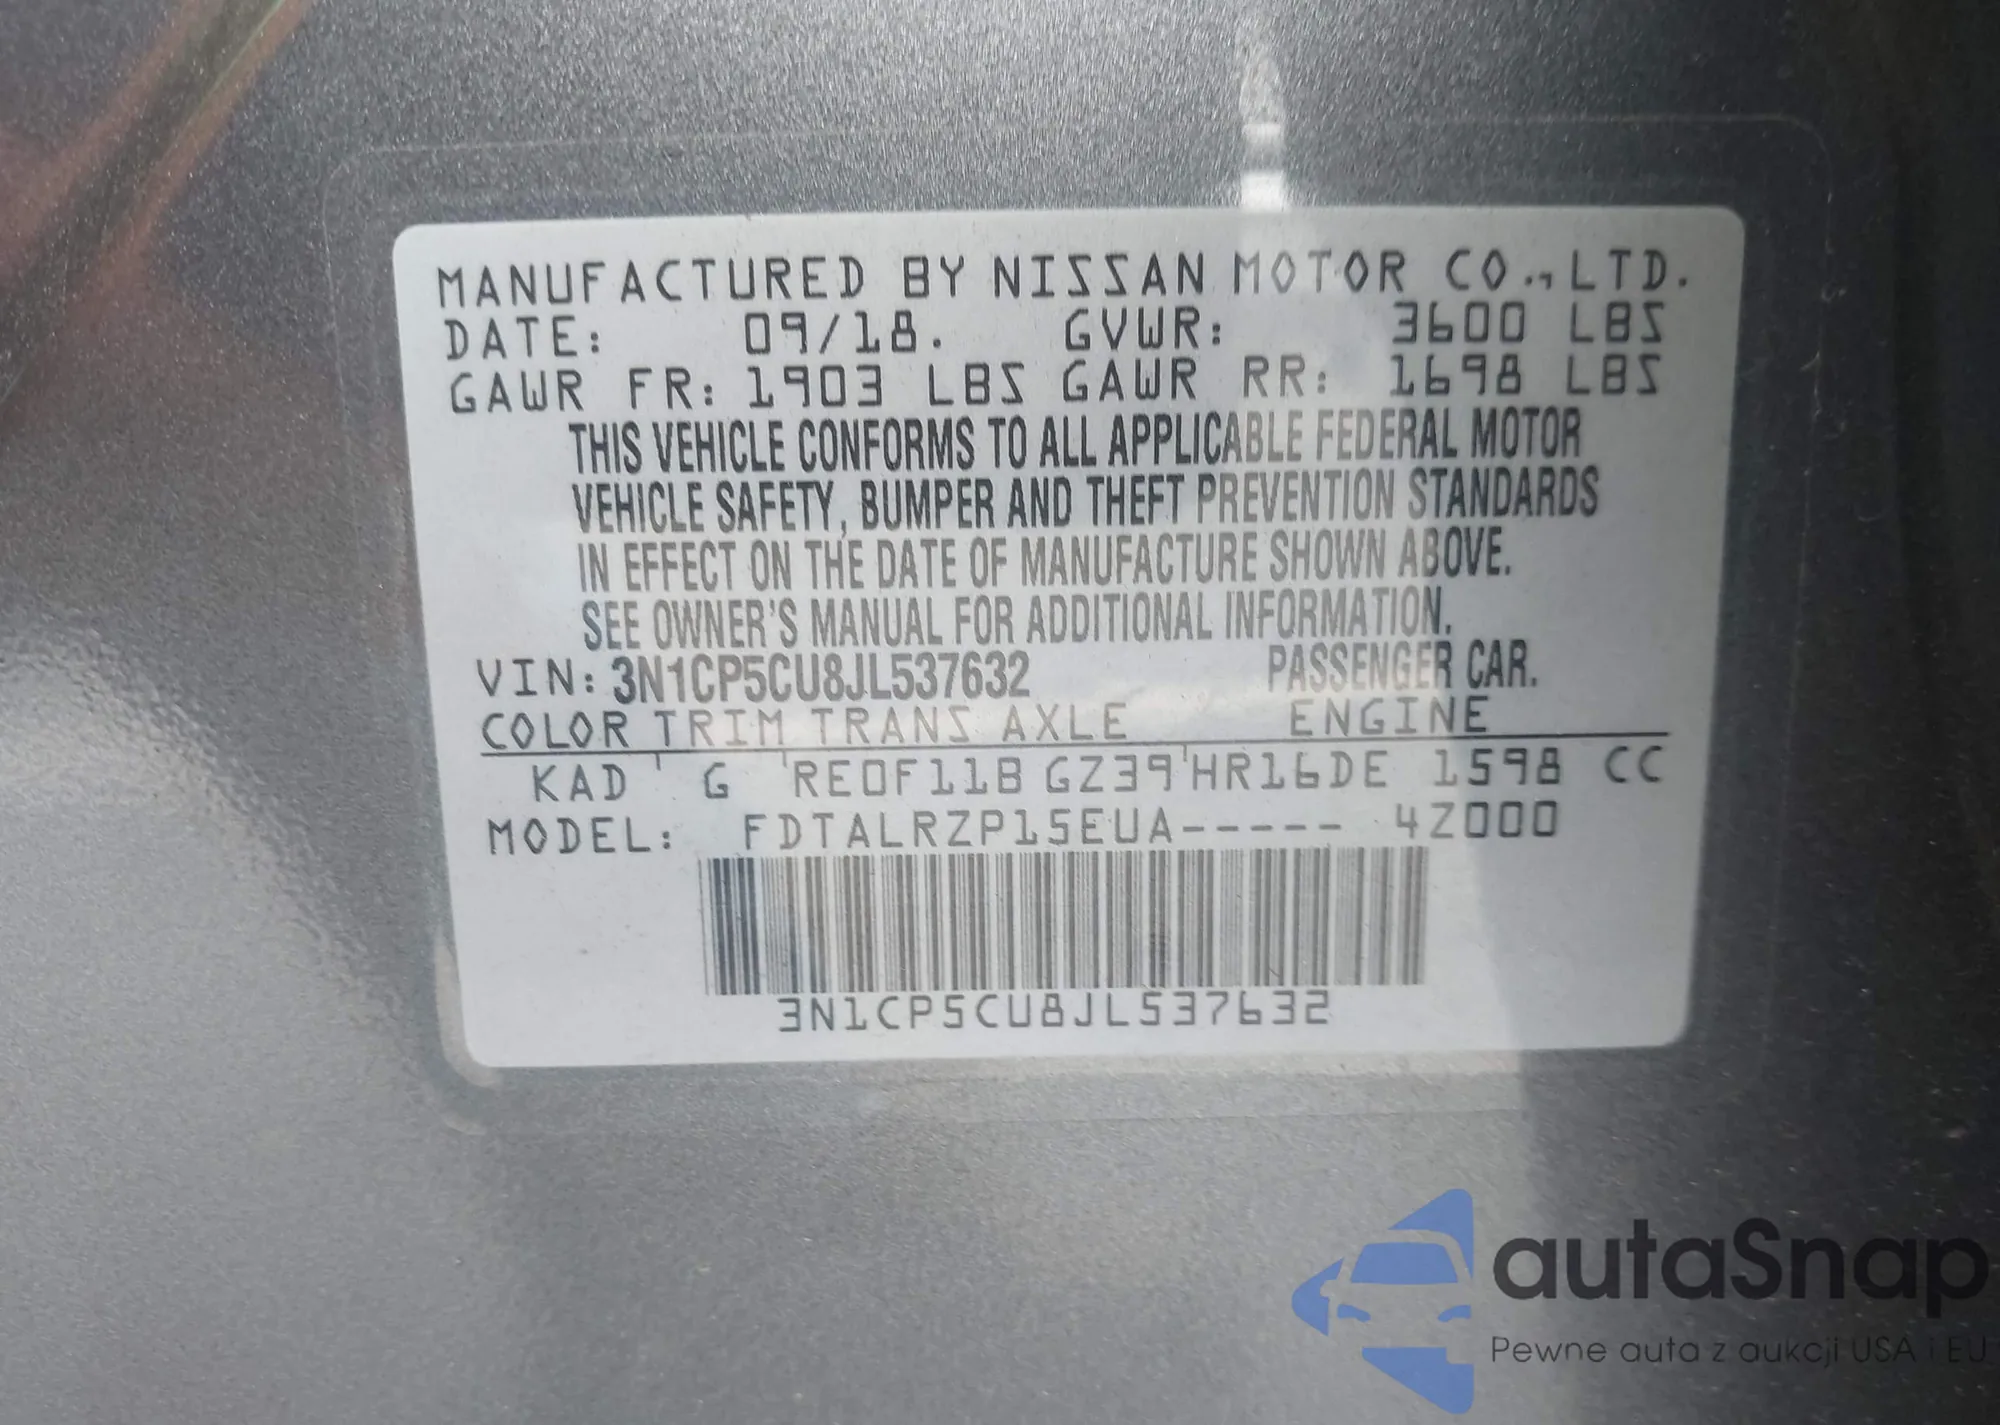 MANUFACTURED BY NISSAN MOTOR CO.,LTD.
DATE: 09/18. GVWR: 3600 LBS
GAWR FR: 1903 LBS GAWR RR: 1698 LBS
THIS VEHICLE CONFORMS TO ALL APPLICABLE FEDERAL MOTOR
VEHICLE SAFETY, BUMPER AND THEFT PREVENTION STANDARDS
IN EFFECT ON THE DATE OF MANUFACTURE SHOWN ABOVE.
SEE OWNER'S MANUAL FOR ADDITIONAL INFORMATION.
VIN: 3N1CP5CU8JL537632 PASSENGER CAR.
COLOR TRIM TRANS AXLE ENGINE
KAD G RE0F11B GZ39 HR16DE 1598 CC
MODEL: FDTALRZP15EUA----- 4Z000
3N1CP5CU8JL537632
autaSnap
Pewne auta z aukcji USA i EU